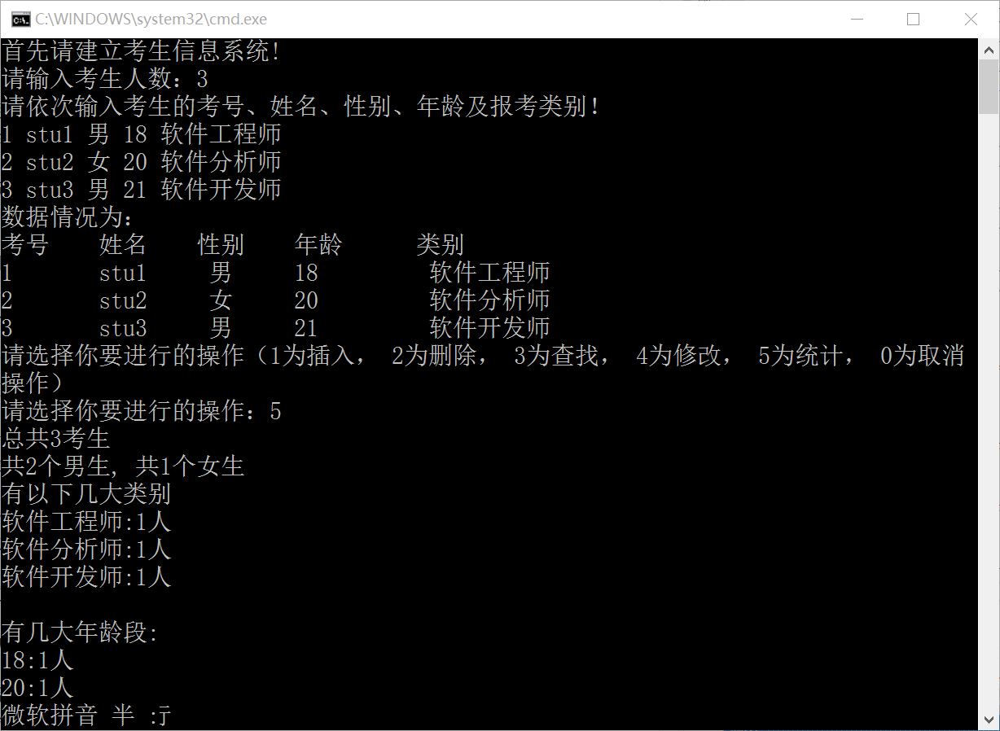 C:\WINDOWS\system32\cmd.exe
首先请建立考生信息系统!
请输入考生人数：3
请依次输入考生的考号、姓名、性别、年龄及报考类别!
1 stu1 男 18 软件工程师
2 stu2 女 20 软件分析师
3 stu3 男 21 软件开发师
数据情况为：
考号 姓名 性别 年龄 类别
1 stu1 男 18 软件工程师
2 stu2 女 20 软件分析师
3 stu3 男 21 软件开发师
请选择你要进行的操作（1为插入， 2为删除， 3为查找， 4为修改， 5为统计， 0为取消
操作）
请选择你要进行的操作：5
总共3考生
共2个男生, 共1个女生
有以下几大类别
软件工程师:1人
软件分析师:1人
软件开发师:1人
有几大年龄段:
18:1人
20:1人
微软拼音 半 :